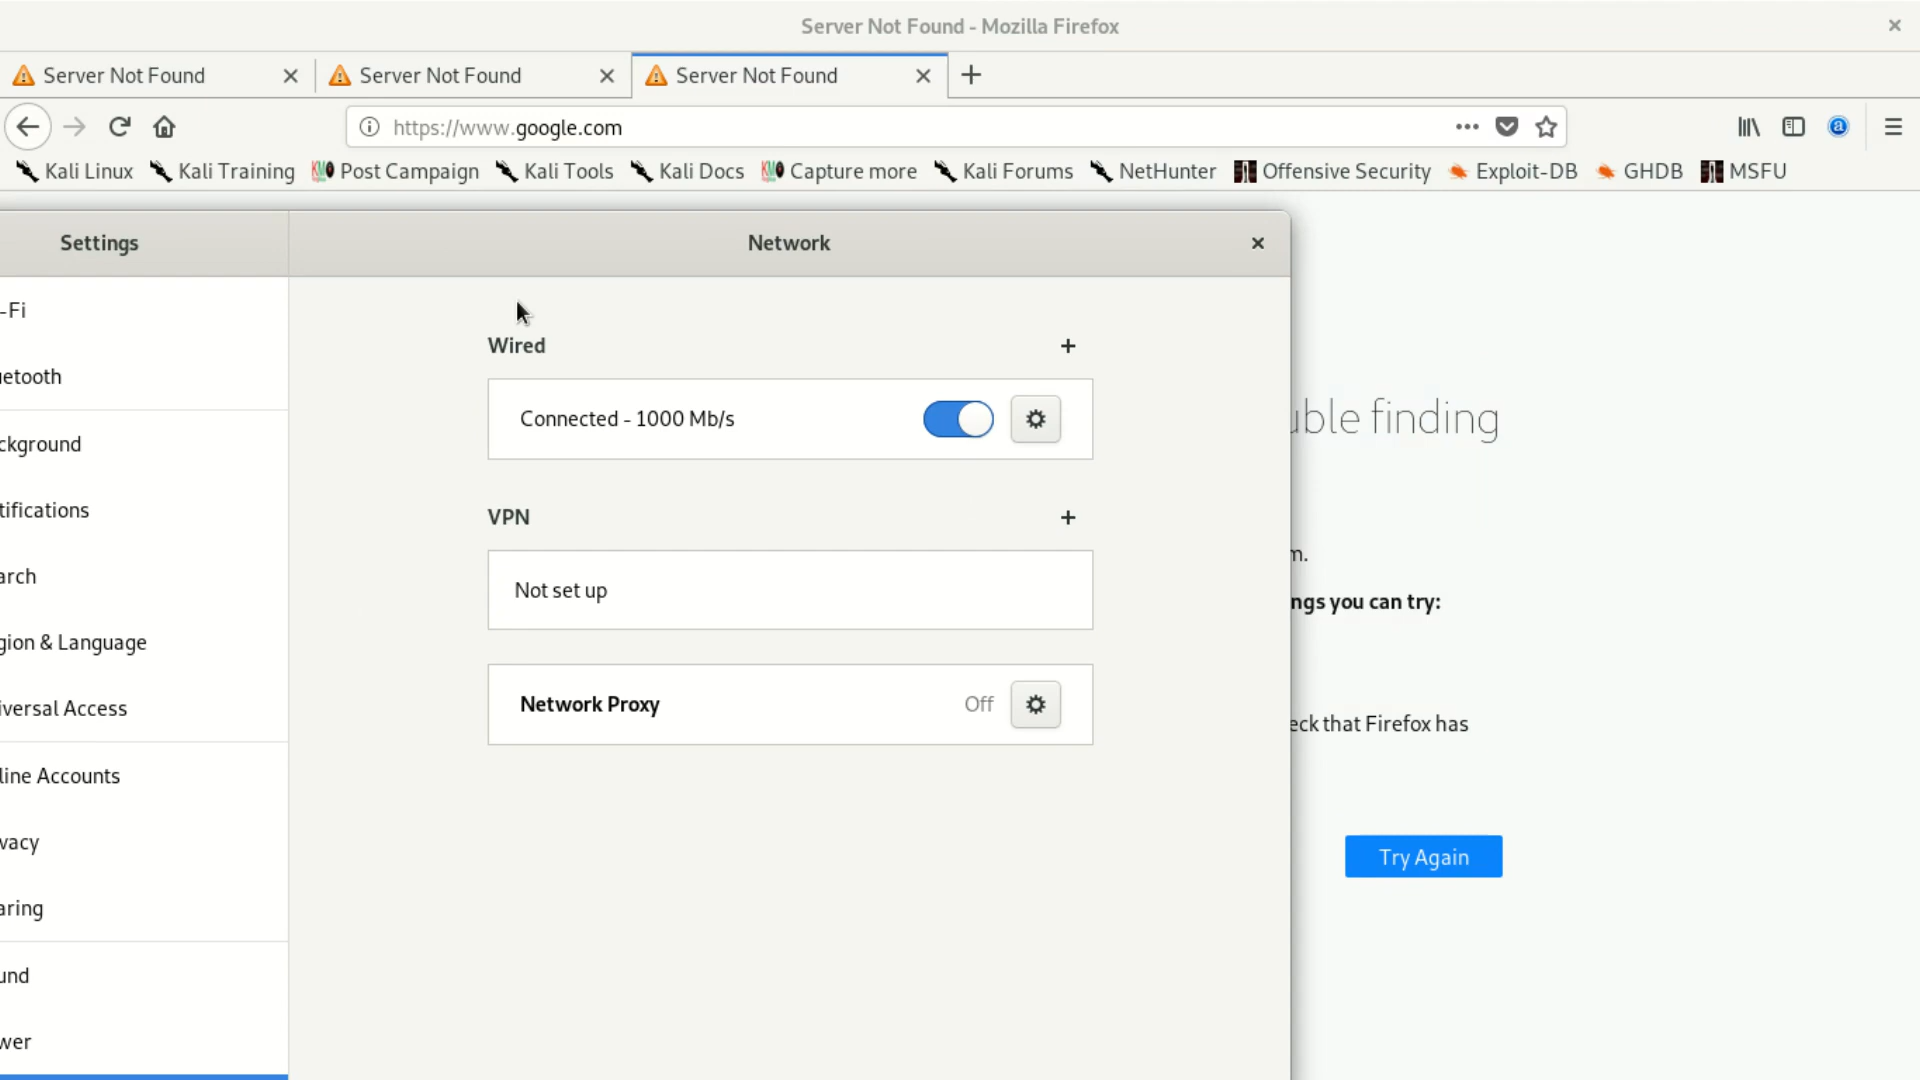 Server Not Found - Mozilla Firefox
Server Not Found
Server Not Found
Server Not Found
https://www.google.com
Kali Linux
Kali Training
Post Campaign
Kali Tools
Kali Docs
Capture more
Kali Forums
NetHunter
Offensive Security
Exploit-DB
GHDB
MSFU
Settings
Network
-Fi
uetooth
ckground
tifications
arch
gion & Language
iversal Access
line Accounts
vacy
aring
und
wer
Wired
Connected - 1000 Mb/s
VPN
Not set up
Network Proxy
Off
uble finding
m.
ngs you can try:
eck that Firefox has
Try Again